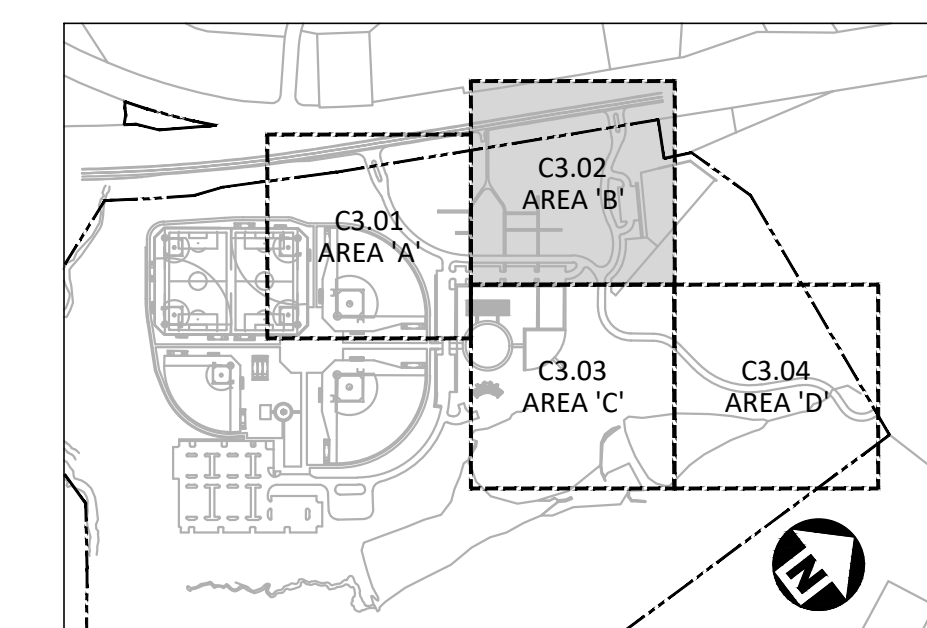 C3.02
AREA 'B'
C3.01
AREA 'A'
C3.03
AREA 'C'
C3.04
AREA 'D'
N